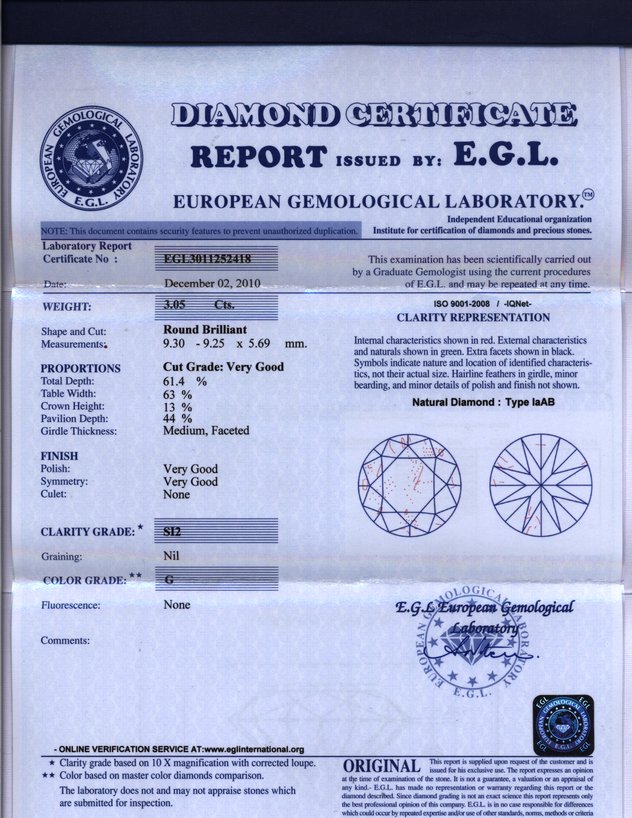 DIAMOND CERTIFICATE
REPORT ISSUED BY: E.G.L.
EUROPEAN GEMOLOGICAL LABORATORY
E.G.L.
EUROPEAN GEMOLOGICAL LABORATORY.™
Independent Educational organization
NOTE: This document contains security features to prevent unauthorized duplication.
Institute for certification of diamonds and precious stones.
Laboratory Report
Certificate No : EGL3011252418
Date: December 02, 2010
This examination has been scientifically carried out
by a Graduate Gemologist using the current procedures
of E.G.L. and may be repeated at any time.
WEIGHT: 3.05 Cts.
ISO 9001-2008 / -IQNet-
CLARITY REPRESENTATION
Shape and Cut: Round Brilliant
Measurements: 9.30 - 9.25 x 5.69 mm.
Internal characteristics shown in red. External characteristics
and naturals shown in green. Extra facets shown in black.
Symbols indicate nature and location of identified characteris-
tics, not their actual size. Hairline feathers in girdle, minor
bearding, and minor details of polish and finish not shown.
PROPORTIONS Cut Grade: Very Good
Total Depth: 61.4 %
Table Width: 63 %
Crown Height: 13 %
Pavilion Depth: 44 %
Girdle Thickness: Medium, Faceted
Natural Diamond : Type IaAB
FINISH
Polish: Very Good
Symmetry: Very Good
Culet: None
CLARITY GRADE:* SI2
Graining: Nil
COLOR GRADE:** G
Fluorescence: None
E.G.L European Gemological
Laboratory
EUROPEAN GEMOLOGICAL LABORATORY
E.G.L.
Comments:
EGL EGL
EUROPEAN GEMOLOGICAL LABORATORY
E.G.L.
EGL EGL
- ONLINE VERIFICATION SERVICE AT:www.eglinternational.org
* Clarity grade based on 10 X magnification with corrected loupe.
** Color based on master color diamonds comparison.
The laboratory does not and may not appraise stones which
are submitted for inspection.
ORIGINAL This report is supplied upon request of the customer and is
issued for his exclusive use. The report expresses an opinion
at the time of examination of the stone. It is not a guarantee, a valuation or an appraisal of
any kind.- E.G.L. has made no representation or warranty regarding this report or the
diamond described. Since diamond grading is not an exact science this report represents only
the best professional opinion of this company. E.G.L. is in no case responsible for differences
which could occur by repeated expertise and/or use of other standards, norms, methods or criteria